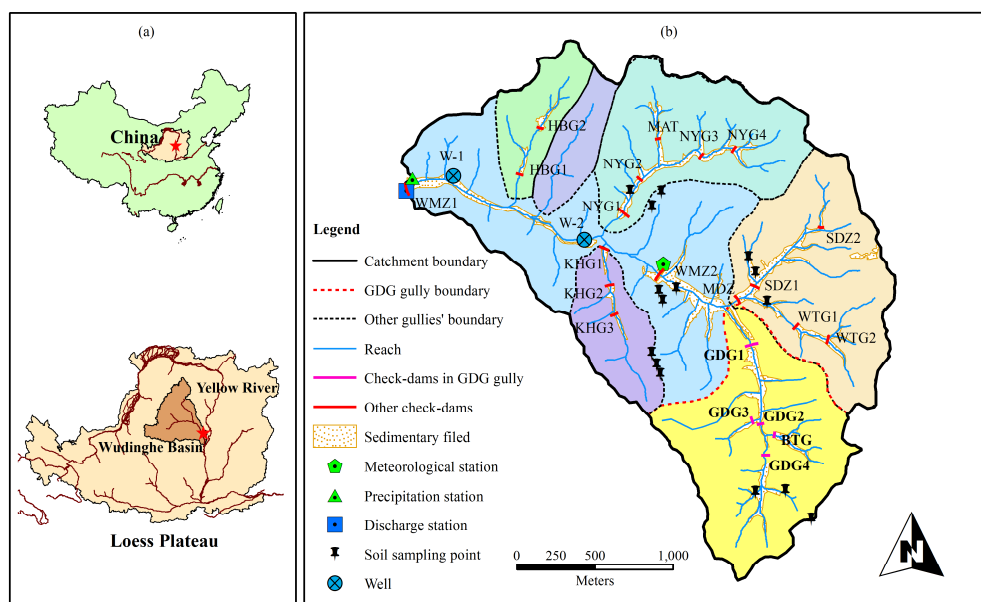 (a)
China
Yellow River
Wudinghe Basin
Loess Plateau
(b)
HBG2
HBG1
W-1
WMZ1
MAT
NYG3
NYG4
NYG2
NYG1
W-2
KHG1
KHG2
KHG3
WMZ2
MDZ
SDZ2
SDZ1
WTG1
WTG2
GDG1
GDG3
GDG2
BTG
GDG4
Legend
Catchment boundary
GDG gully boundary
Other gullies' boundary
Reach
Check-dams in GDG gully
Other check-dams
Sedimentary filed
Meteorological station
Precipitation station
Discharge station
Soil sampling point
Well
0 250 500 1,000
Meters
N